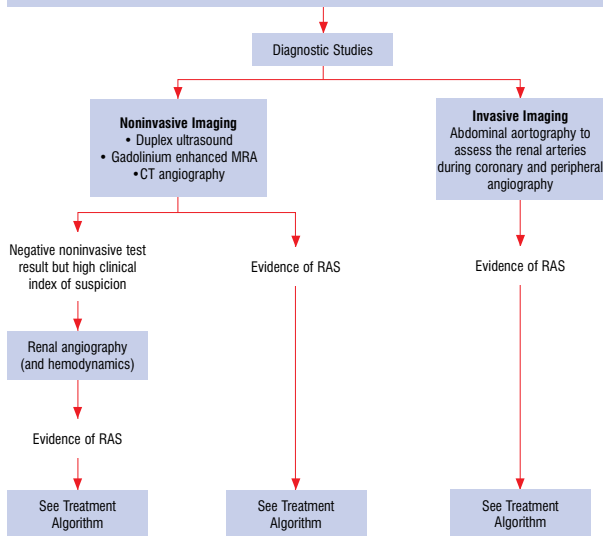 Diagnostic Studies
Noninvasive Imaging
• Duplex ultrasound
• Gadolinium enhanced MRA
•CT angiography
Invasive Imaging
Abdominal aortography to
assess the renal arteries
during coronary and peripheral
angiography
Negative noninvasive test
result but high clinical
index of suspicion
Evidence of RAS
Evidence of RAS
Renal angiography
(and hemodynamics)
Evidence of RAS
See Treatment
Algorithm
See Treatment
Algorithm
See Treatment
Algorithm